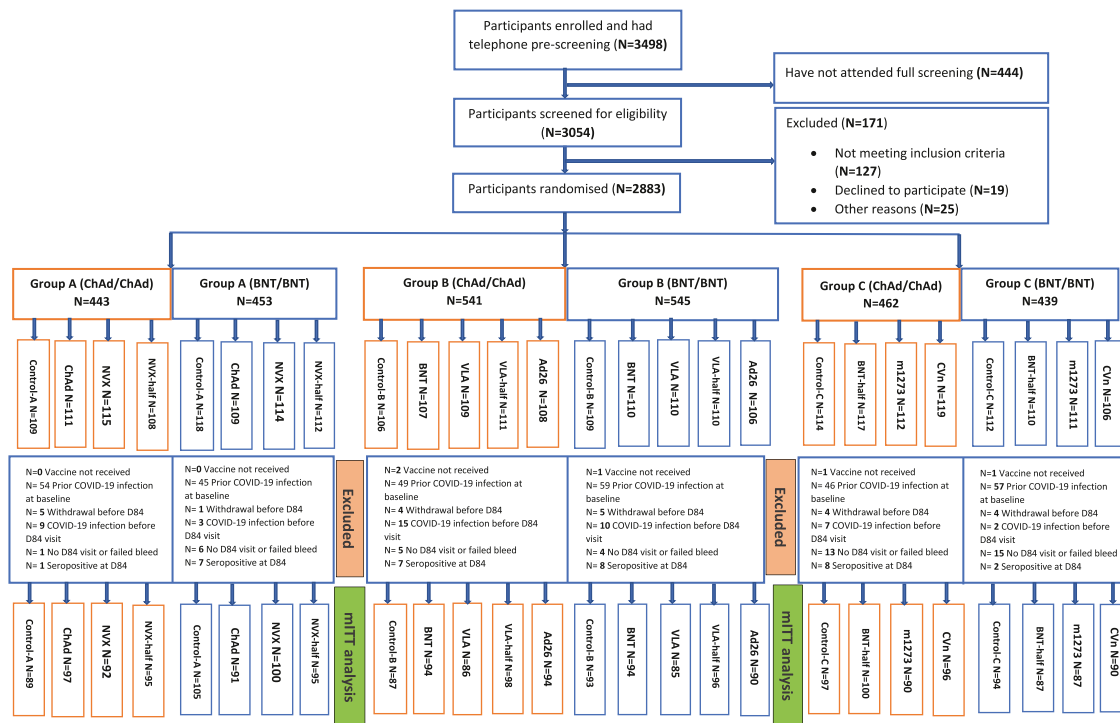 Participants enrolled and had
telephone pre-screening (N=3498)
Have not attended full screening (N=444)
Participants screened for eligibility
(N=3054)
Excluded (N=171)
• Not meeting inclusion criteria
(N=127)
• Declined to participate (N=19)
• Other reasons (N=25)
Participants randomised (N=2883)
Group A (ChAd/ChAd)
N=443
Group A (BNT/BNT)
N=453
Group B (ChAd/ChAd)
N=541
Group B (BNT/BNT)
N=545
Group C (ChAd/ChAd)
N=462
Group C (BNT/BNT)
N=439
Control-A N=109
ChAd N=111
NVX N=115
NVX-half N=108
Control-A N=118
ChAd N=109
NVX N=114
NVX-half N=112
Control-B N=106
BNT N=107
VLA N=109
VLA-half N=111
Ad26 N=108
Control-B N=109
BNT N=110
VLA N=110
VLA-half N=110
Ad26 N=106
Control-C N=114
BNT-half N=117
m1273 N=112
CVn N=119
Control-C N=112
BNT-half N=110
m1273 N=111
CVn N=106
N=0 Vaccine not received
N= 54 Prior COVID-19 infection
at baseline
N= 5 Withdrawal before D84
N= 9 COVID-19 infection before
D84 visit
N= 1 No D84 visit or failed bleed
N= 1 Seropositive at D84
N=0 Vaccine not received
N= 45 Prior COVID-19 infection
at baseline
N= 1 Withdrawal before D84
N= 3 COVID-19 infection before
D84 visit
N= 6 No D84 visit or failed bleed
N= 7 Seropositive at D84
Excluded
N=2 Vaccine not received
N= 49 Prior COVID-19 infection at
baseline
N= 4 Withdrawal before D84
N= 15 COVID-19 infection before D84
visit
N= 5 No D84 visit or failed bleed
N= 7 Seropositive at D84
N=1 Vaccine not received
N= 59 Prior COVID-19 infection at
baseline
N= 5 Withdrawal before D84
N= 10 COVID-19 infection before D84
visit
N= 4 No D84 visit or failed bleed
N= 8 Seropositive at D84
Excluded
N=1 Vaccine not received
N= 46 Prior COVID-19 infection at
baseline
N= 4 Withdrawal before D84
N= 7 COVID-19 infection before
D84 visit
N= 13 No D84 visit or failed bleed
N= 8 Seropositive at D84
N=1 Vaccine not received
N= 57 Prior COVID-19 infection at
baseline
N= 4 Withdrawal before D84
N= 2 COVID-19 infection before
D84 visit
N= 15 No D84 visit or failed bleed
N= 2 Seropositive at D84
Control-A N=89
ChAd N=97
NVX N=92
NVX-half N=95
Control-A N=105
ChAd N=91
NVX N=100
NVX-half N=95
mITT analysis
Control-B N=87
BNT N=94
VLA N=86
VLA-half N=98
Ad26 N=94
Control-B N=93
BNT N=94
VLA N=85
VLA-half N=96
Ad26 N=90
mITT analysis
Control-C N=97
BNT-half N=100
m1273 N=90
CVn N=96
Control-C N=94
BNT-half N=87
m1273 N=87
CVn N=90